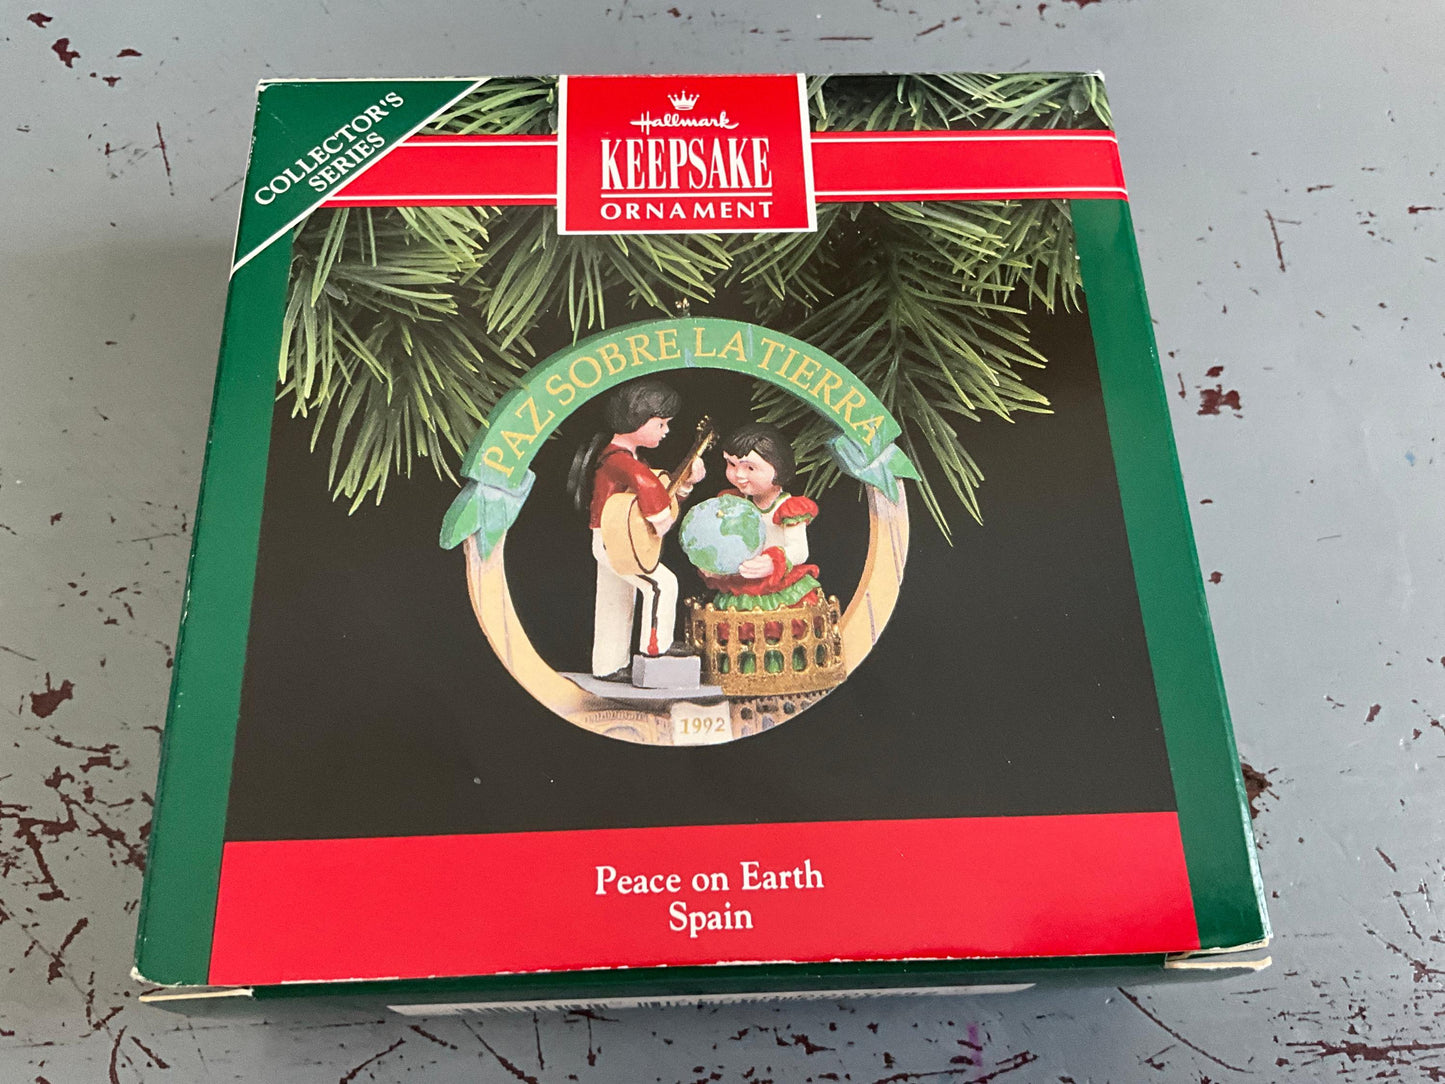 COLLECTOR'S
SERIES
Hallmark
KEEPSAKE
ORNAMENT
PAZ SOBRE LA TIERRA
1992
Peace on Earth
Spain